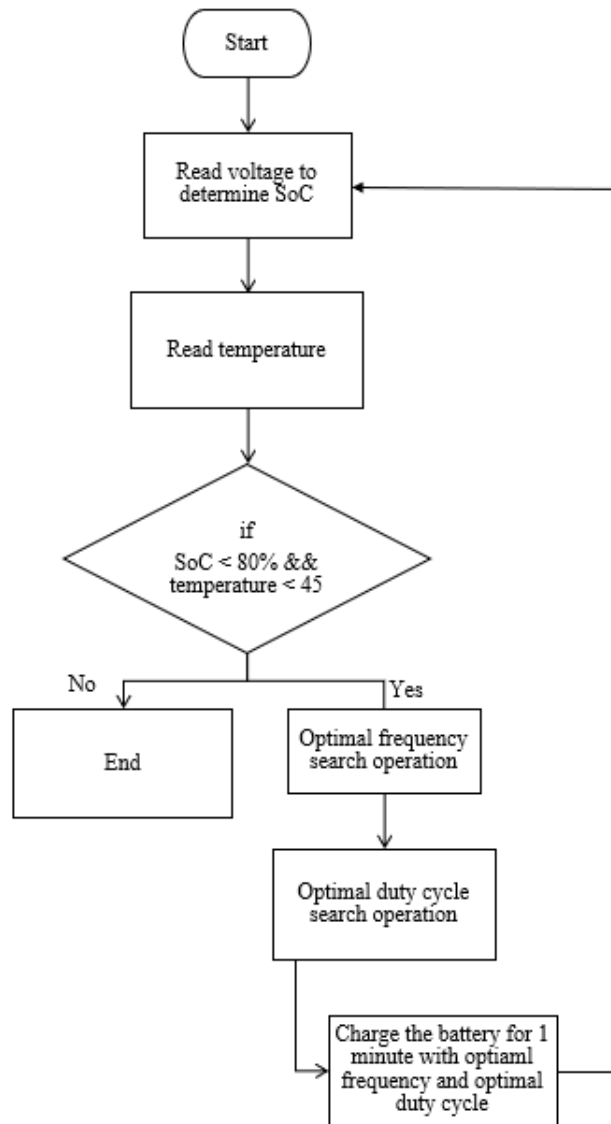 Start
Read voltage to
determine SoC
Read temperature
if
SoC < 80% &&
temperature < 45
No
Yes
End
Optimal frequency
search operation
Optimal duty cycle
search operation
Charge the battery for 1
minute with optiaml
frequency and optimal
duty cycle